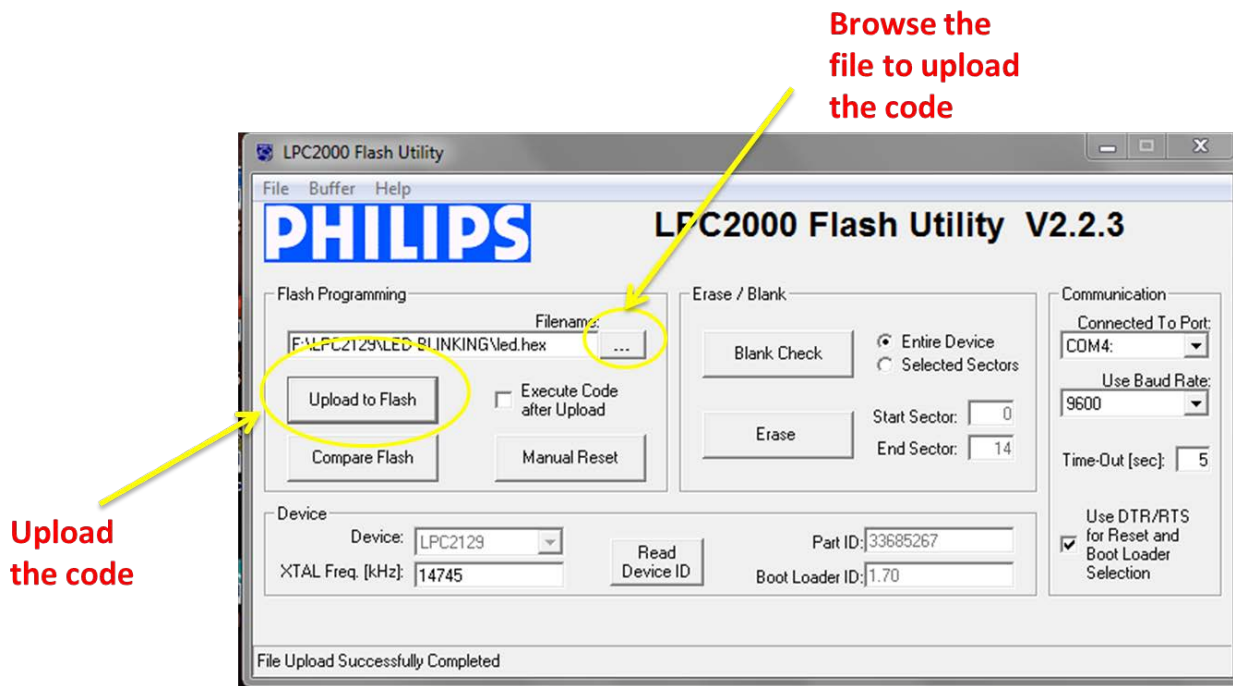 Browse the
file to upload
the code
LPC2000 Flash Utility
File Buffer Help
PHILIPS
LPC2000 Flash Utility V2.2.3
Flash Programming
Filename:
F:\LPC2129\LED BLINKING\led.hex
...
Upload to Flash
Execute Code
after Upload
Compare Flash
Manual Reset
Erase / Blank
Blank Check
Entire Device
Selected Sectors
Erase
Start Sector: 0
End Sector: 14
Communication
Connected To Port:
COM4:
Use Baud Rate:
9600
Time-Out [sec]: 5
Use DTR/RTS
for Reset and
Boot Loader
Selection
Upload
the code
Device
Device: LPC2129
XTAL Freq. [kHz]: 14745
Read
Device ID
Part ID: 33685267
Boot Loader ID: 1.70
File Upload Successfully Completed